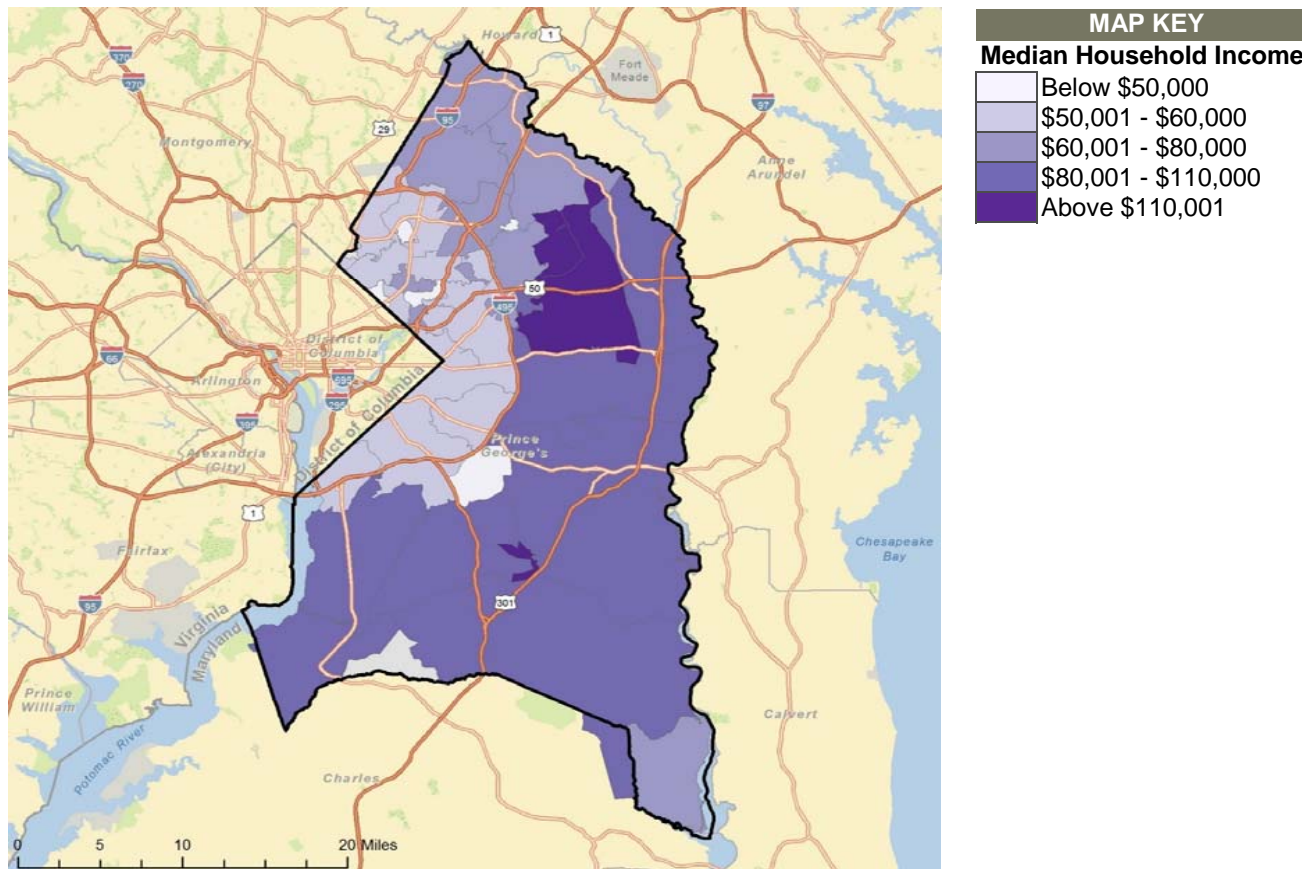 MAP KEY
Median Household Income
Below $50,000
$50,001 - $60,000
$60,001 - $80,000
$80,001 - $110,000
Above $110,001
Howard
1
Fort
Meade
370
270
95
97
29
Montgomery
Anne
Arundel
50
495
District of
Columbia
66
Arlington
295
395
District of Columbia
Alexandria
(City)
Prince
George's
1
Fairfax
Chesapeake
Bay
95
301
Virginia
Maryland
Prince
William
Calvert
Potomac River
Charles
0 5 10 20 Miles